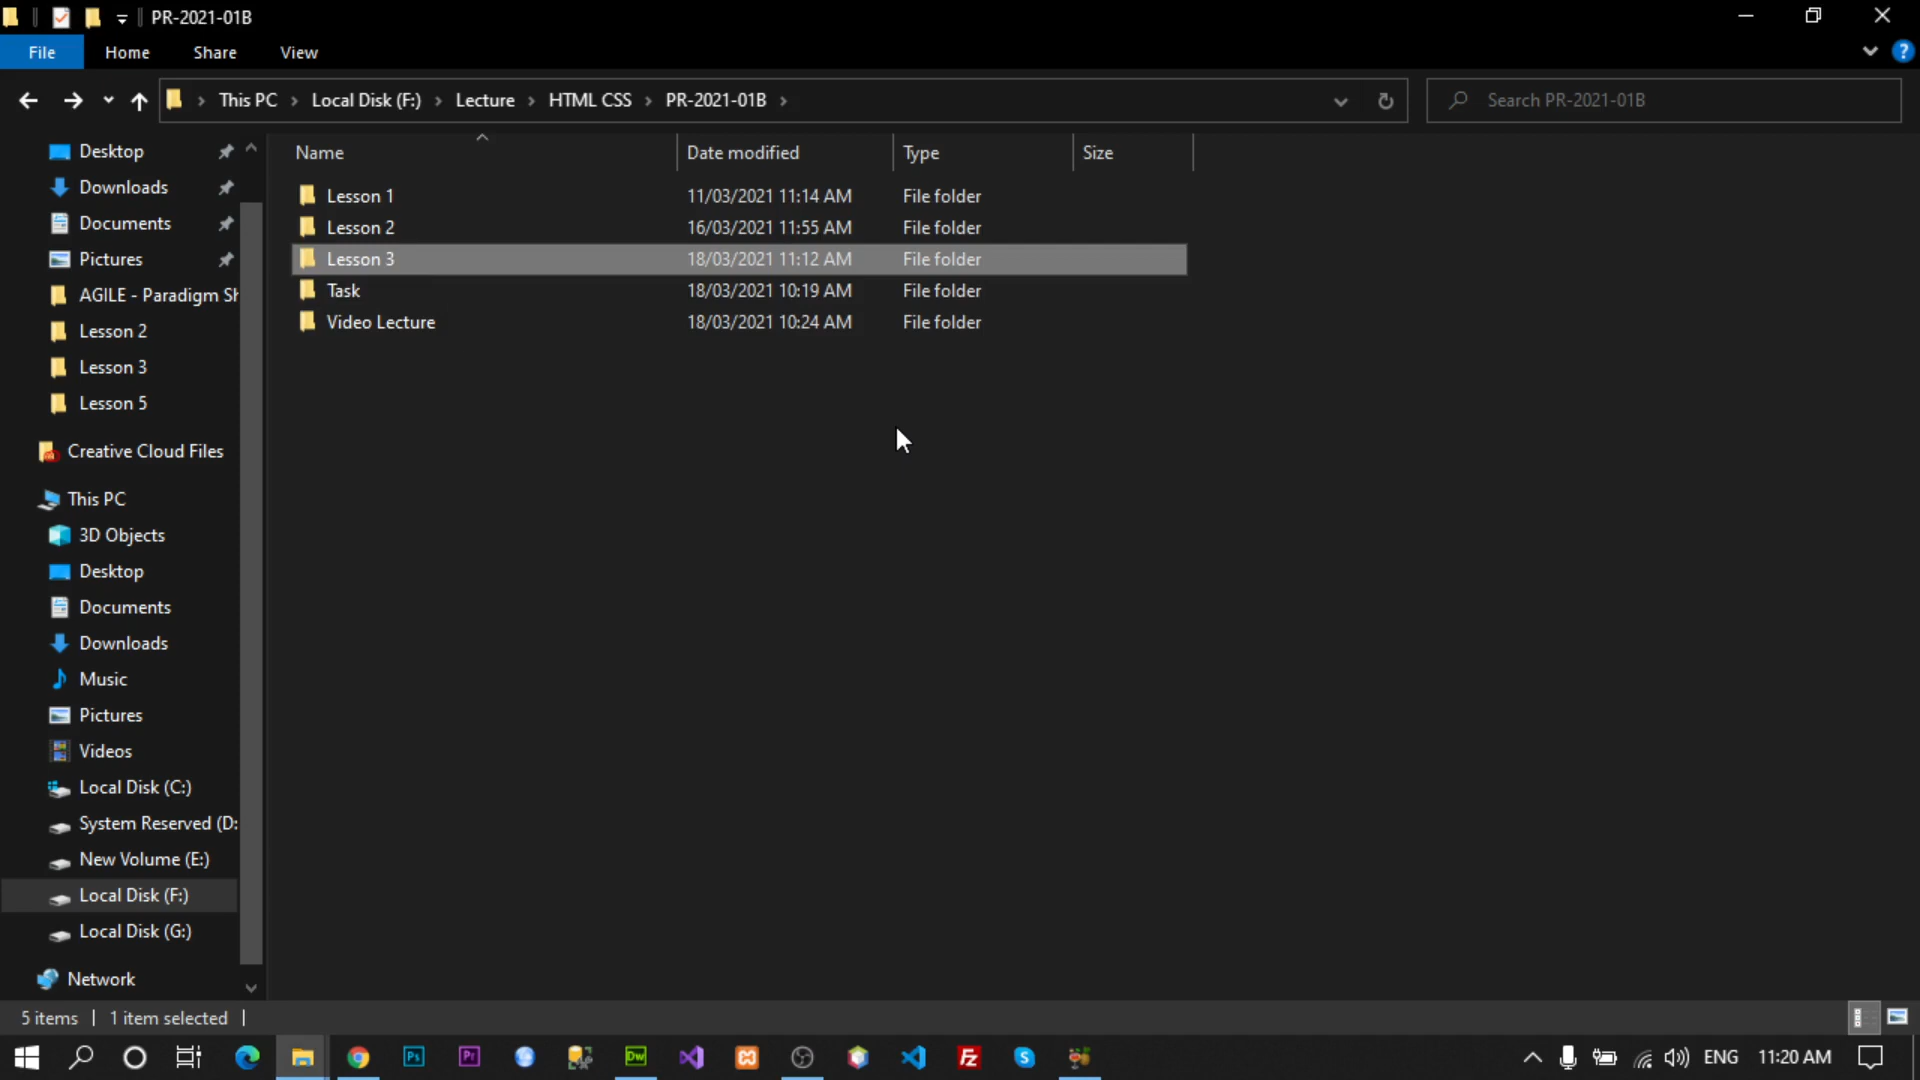 PR-2021-01B
File Home Share View
This PC Local Disk (F:) Lecture HTML CSS PR-2021-01B
Search PR-2021-01B
Name Date modified Type Size
Lesson 1 11/03/2021 11:14 AM File folder
Lesson 2 16/03/2021 11:55 AM File folder
Lesson 3 18/03/2021 11:12 AM File folder
Task 18/03/2021 10:19 AM File folder
Video Lecture 18/03/2021 10:24 AM File folder
Desktop
Downloads
Documents
Pictures
AGILE - Paradigm Sh
Lesson 2
Lesson 3
Lesson 5
Creative Cloud Files
This PC
3D Objects
Desktop
Documents
Downloads
Music
Pictures
Videos
Local Disk (C:)
System Reserved (D:
New Volume (E:)
Local Disk (F:)
Local Disk (G:)
Network
5 items 1 item selected
Ps Pr Dw Fz S ENG 11:20 AM